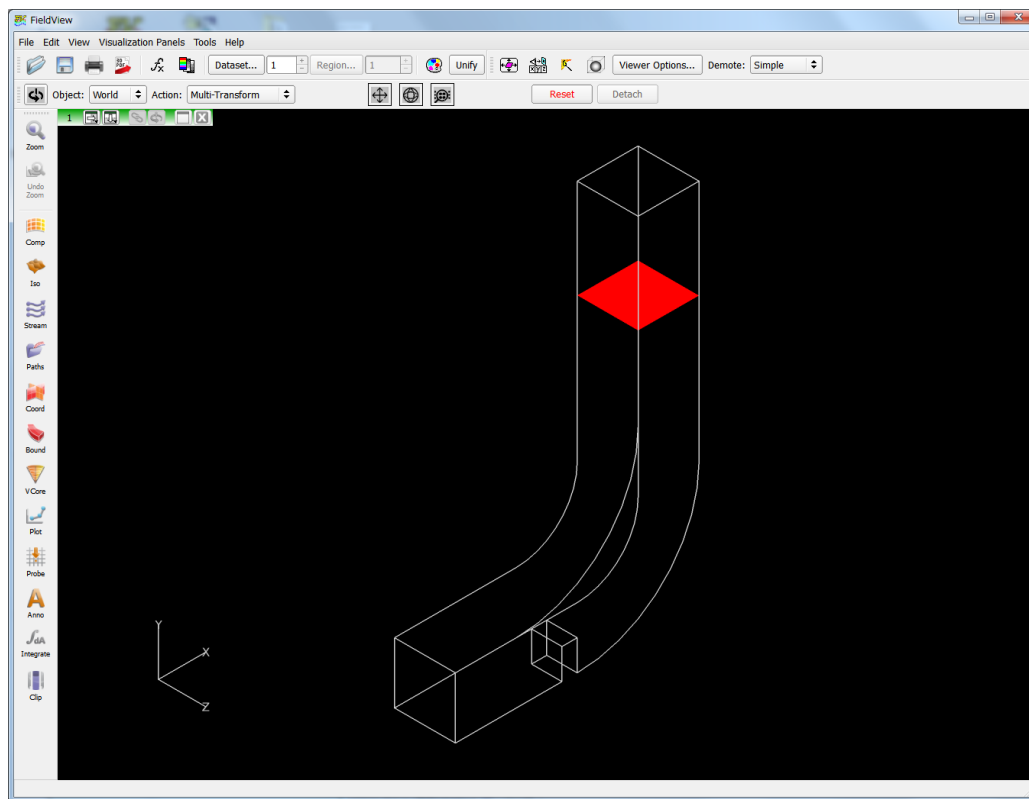 FieldView
File Edit View Visualization Panels Tools Help
Dataset... 1 Region... 1 Unify Viewer Options... Demote: Simple
Object: World Action: Multi-Transform Reset Detach
1
Zoom
Undo
Zoom
Comp
Iso
Stream
Paths
Coord
Bound
VCore
Plot
Probe
Anno
Integrate
Clip
Y
X
Z